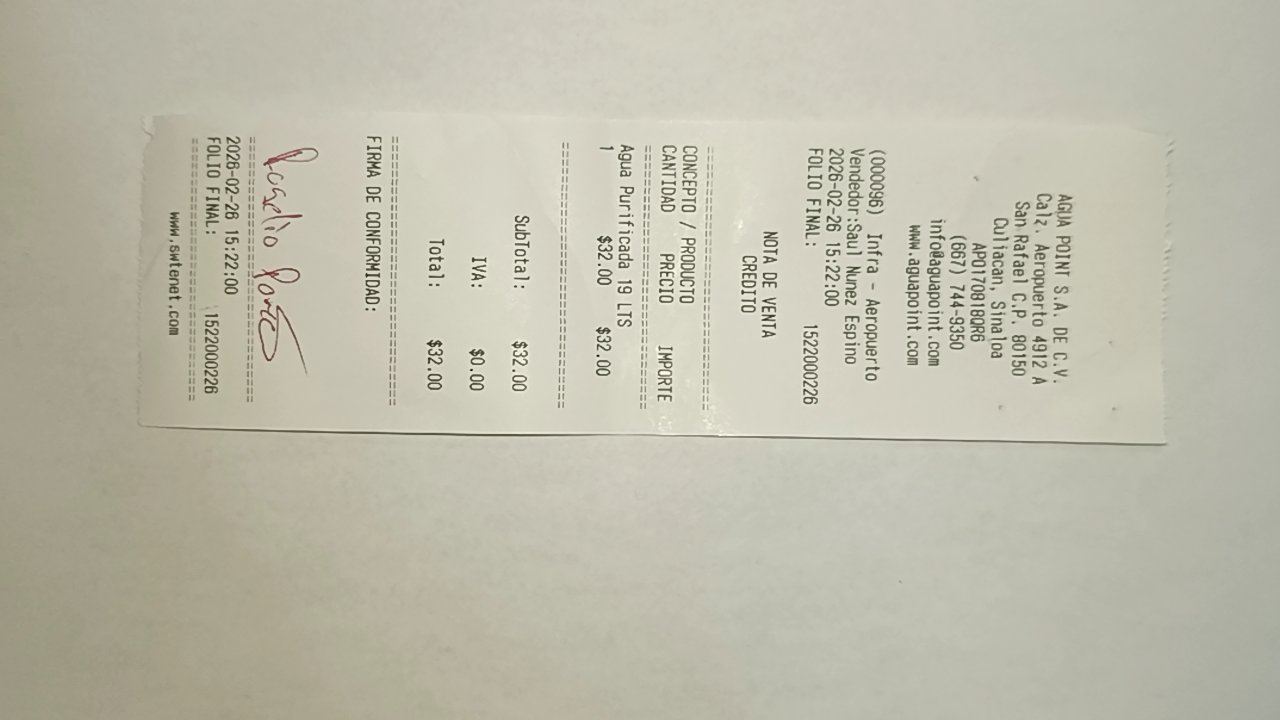 AGUA POINT S.A. DE C.V.
Calz. Aeropuerto 4912 A
San Rafael C.P. 80150
Culiacan, Sinaloa
APO170818QR6
(667) 744-9350
info@aguapoint.com
www.aguapoint.com
(000096) Infra - Aeropuerto
Vendedor:Saul Nunez Espino
2026-02-26 15:22:00
FOLIO FINAL: 1522000226
NOTA DE VENTA
CREDITO
==============================
CONCEPTO / PRODUCTO
CANTIDAD PRECIO IMPORTE
==============================
Agua Purificada 19 LTS
1 $32.00 $32.00
==============================
SubTotal: $32.00
IVA: $0.00
Total: $32.00
==============================
FIRMA DE CONFORMIDAD:
Rogelio
==============================
2026-02-26 15:22:00
FOLIO FINAL: 1522000226
==============================
www.swtenet.com